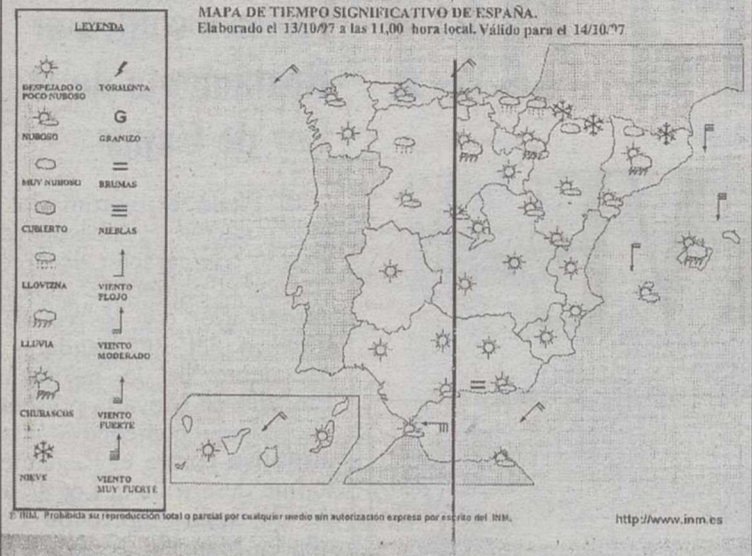 MAPA DE TIEMPO SIGNIFICATIVO DE ESPAÑA.
Elaborado el 13/10/97 a las 11,00 hora local. Válido para el 14/10/97
LEYENDA
DESPEJADO O
POCO NUBOSO
TORMENTA
NUBOSO
G
GRANIZO
MUY NUBOSO
BRUMAS
CUBIERTO
NIEBLAS
LLOVIZNA
VIENTO
FLOJO
LLUVIA
VIENTO
MODERADO
CHUBASCOS
VIENTO
FUERTE
NIEVE
VIENTO
MUY FUERTE
© INM. Prohibida su reproducción total o parcial por cualquier medio sin autorización expresa por escrito del INM.
http://www.inm.es